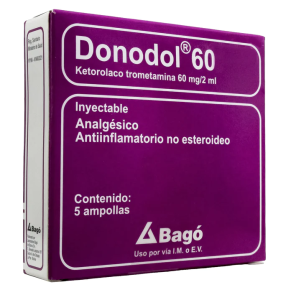 Donodol® 60
Ketorolaco trometamina 60 mg/2 ml
Inyectable
Analgésico
Antiinflamatorio no esteroideo
Contenido:
5 ampollas
Bagó
Uso por vía I.M. o E.V.